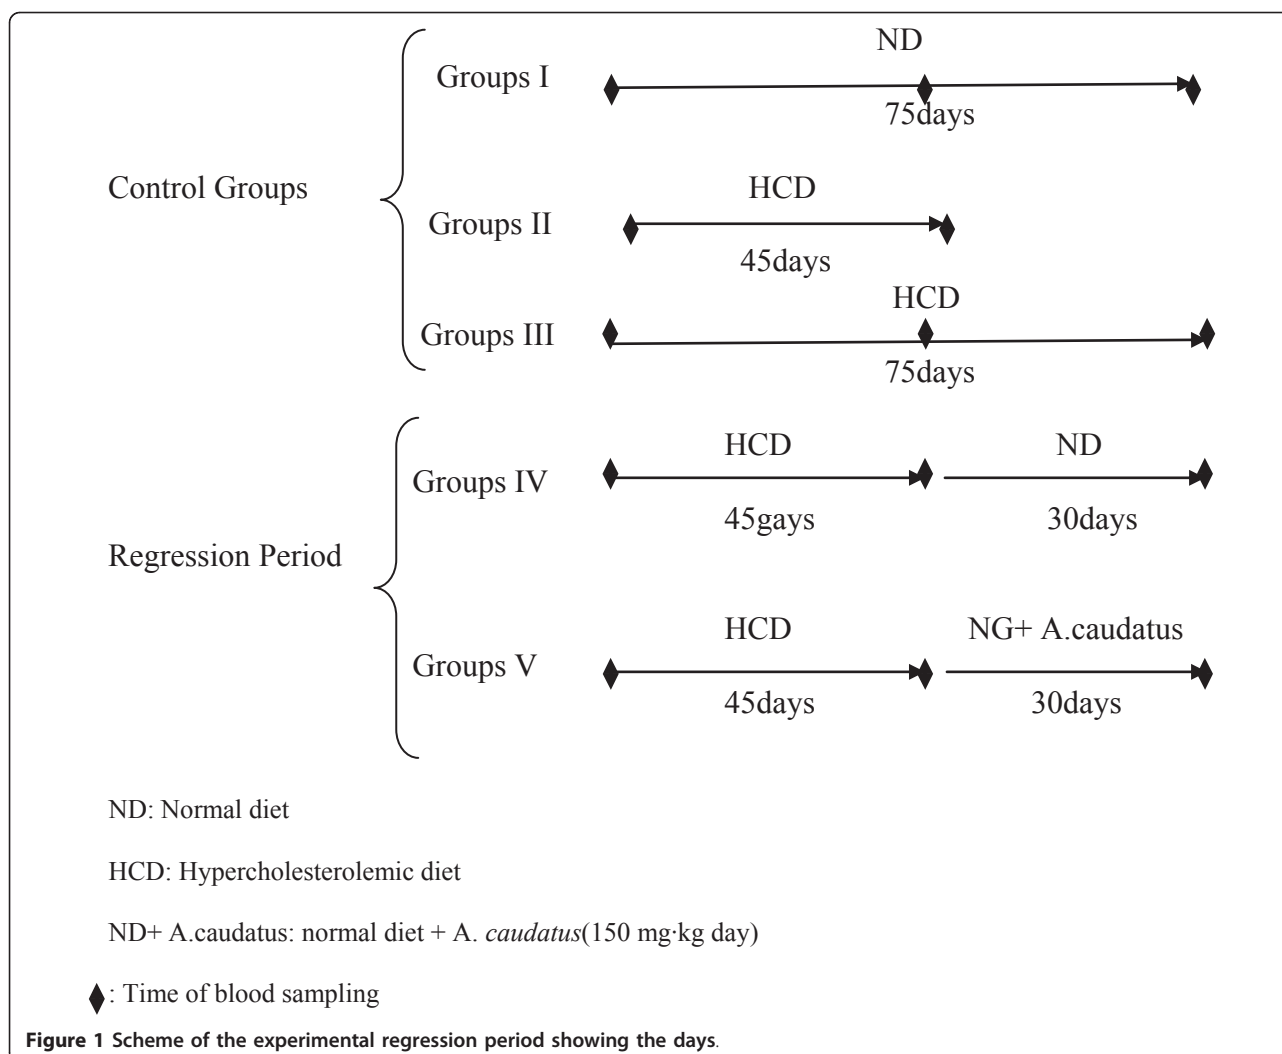 ND
Groups I
75days
Control Groups
HCD
Groups II
45days
HCD
Groups III
75days
HCD ND
Groups IV
45gays 30days
Regression Period
HCD NG+ A.caudatus
Groups V
45days 30days
ND: Normal diet
HCD: Hypercholesterolemic diet
ND+ A.caudatus: normal diet + A. caudatus(150 mg·kg day)
: Time of blood sampling
Figure 1 Scheme of the experimental regression period showing the days.